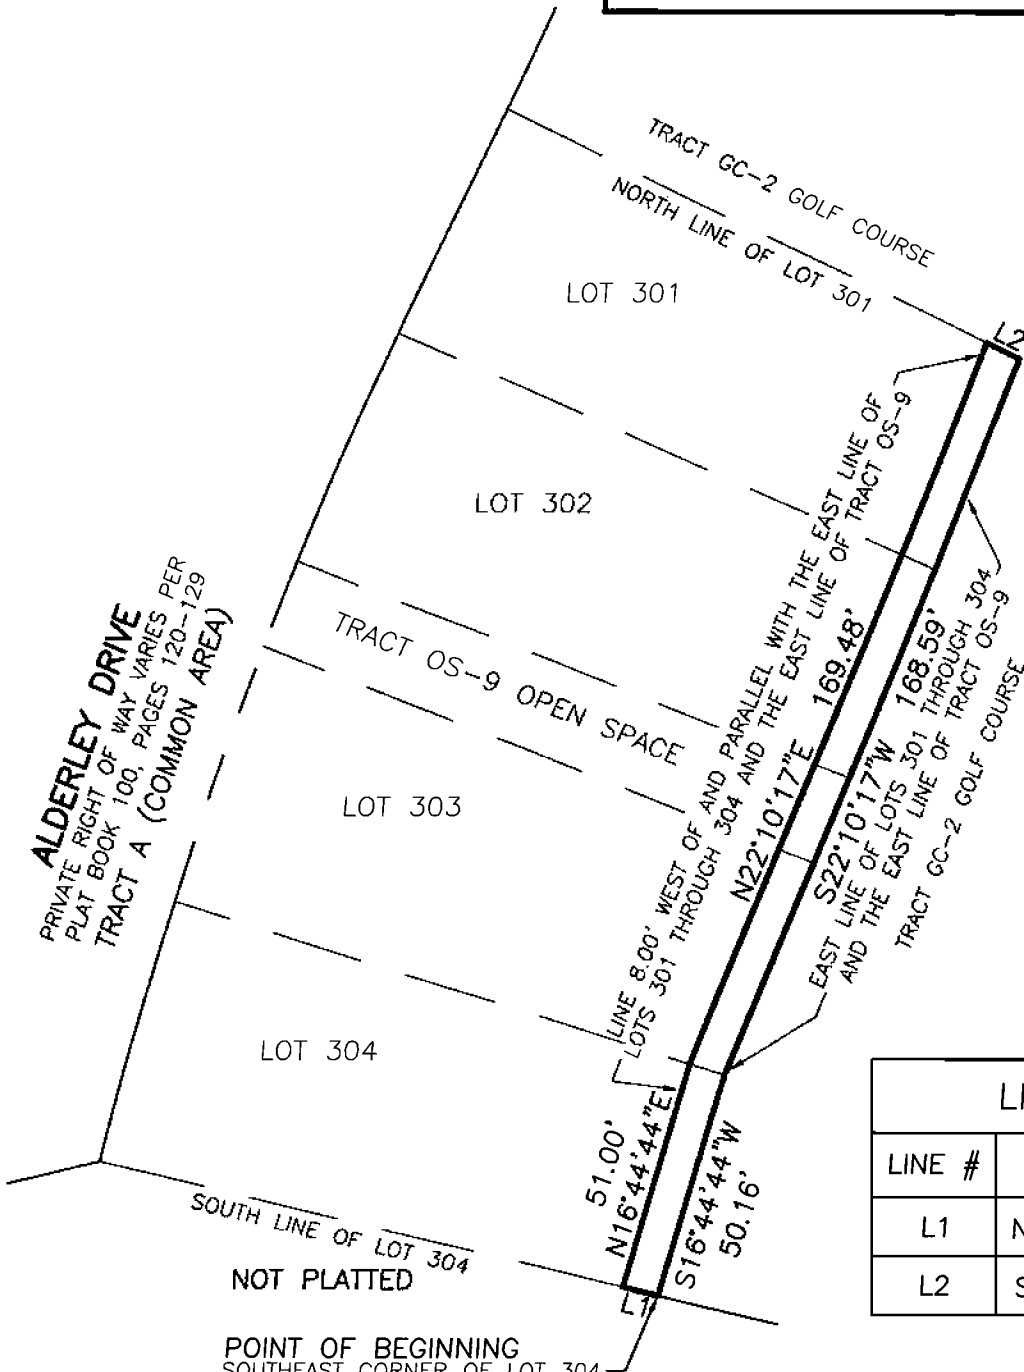 TRACT GC-2 GOLF COURSE
NORTH LINE OF LOT 301
LOT 301
L2
LOT 302
TRACT OS-9 OPEN SPACE
ALDERLEY DRIVE
PRIVATE RIGHT OF WAY VARIES PER
PLAT BOOK 100, PAGES 120-129
TRACT A (COMMON AREA)
LOT 303
LINE 8.00' WEST OF AND PARALLEL WITH THE EAST LINE OF
LOTS 301 THROUGH 304 AND THE EAST LINE OF TRACT OS-9
N22°10'17"E 169.48'
S22°10'17"W 168.59'
EAST LINE OF LOTS 301 THROUGH 304
AND THE EAST LINE OF TRACT OS-9
TRACT GC-2 GOLF COURSE
LOT 304
51.00'
N16°44'44"E
S16°44'44"W
50.16'
SOUTH LINE OF LOT 304
NOT PLATTED
L1
POINT OF BEGINNING
SOUTHEAST CORNER OF LOT 304
LINE #
L1 N
L2 S